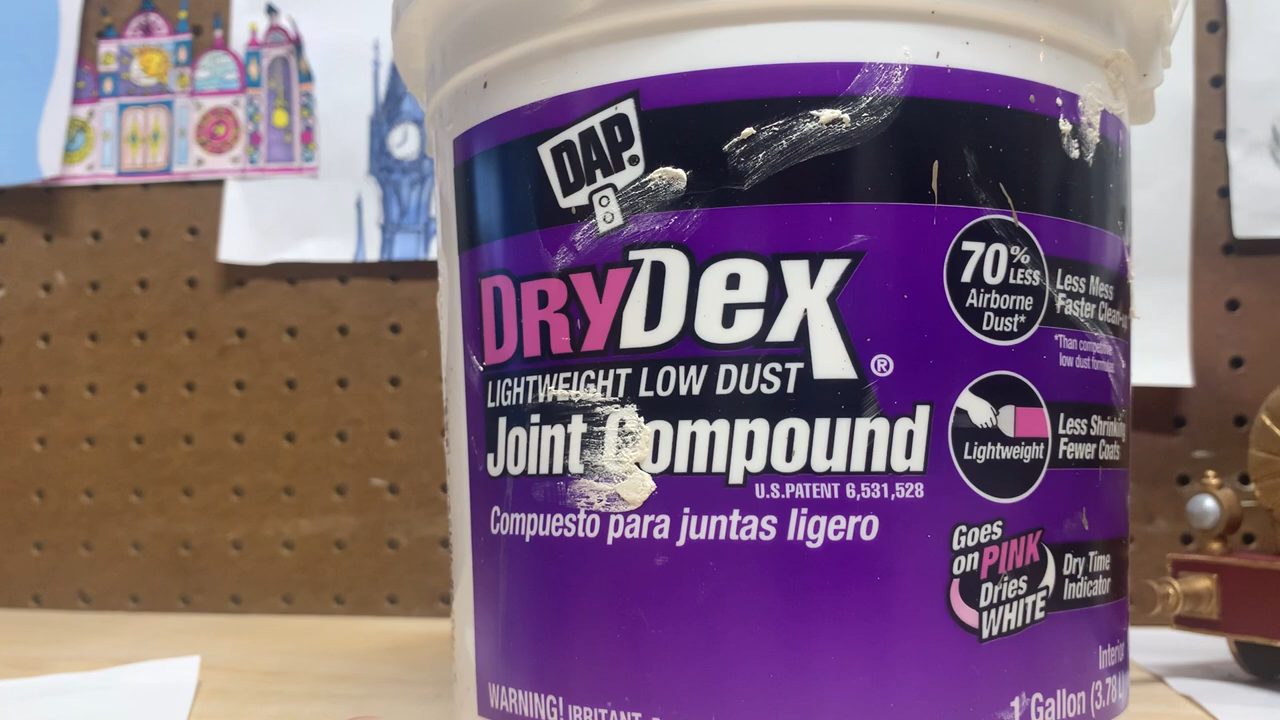 DAP®
DRYDex®
LIGHTWEIGHT LOW DUST
Joint Compound
U.S. PATENT 6,531,528
Compuesto para juntas ligero
WARNING! IRRITANT
70% LESS
Airborne
Dust*
Less Mess
Faster Clean-
*Than
low dust formulas
Lightweight
Less Shrinking
Fewer Coats
Goes
on PINK
Dries
WHITE
Dry Time
Indicator
Interior
1 Gallon (3.78 L)